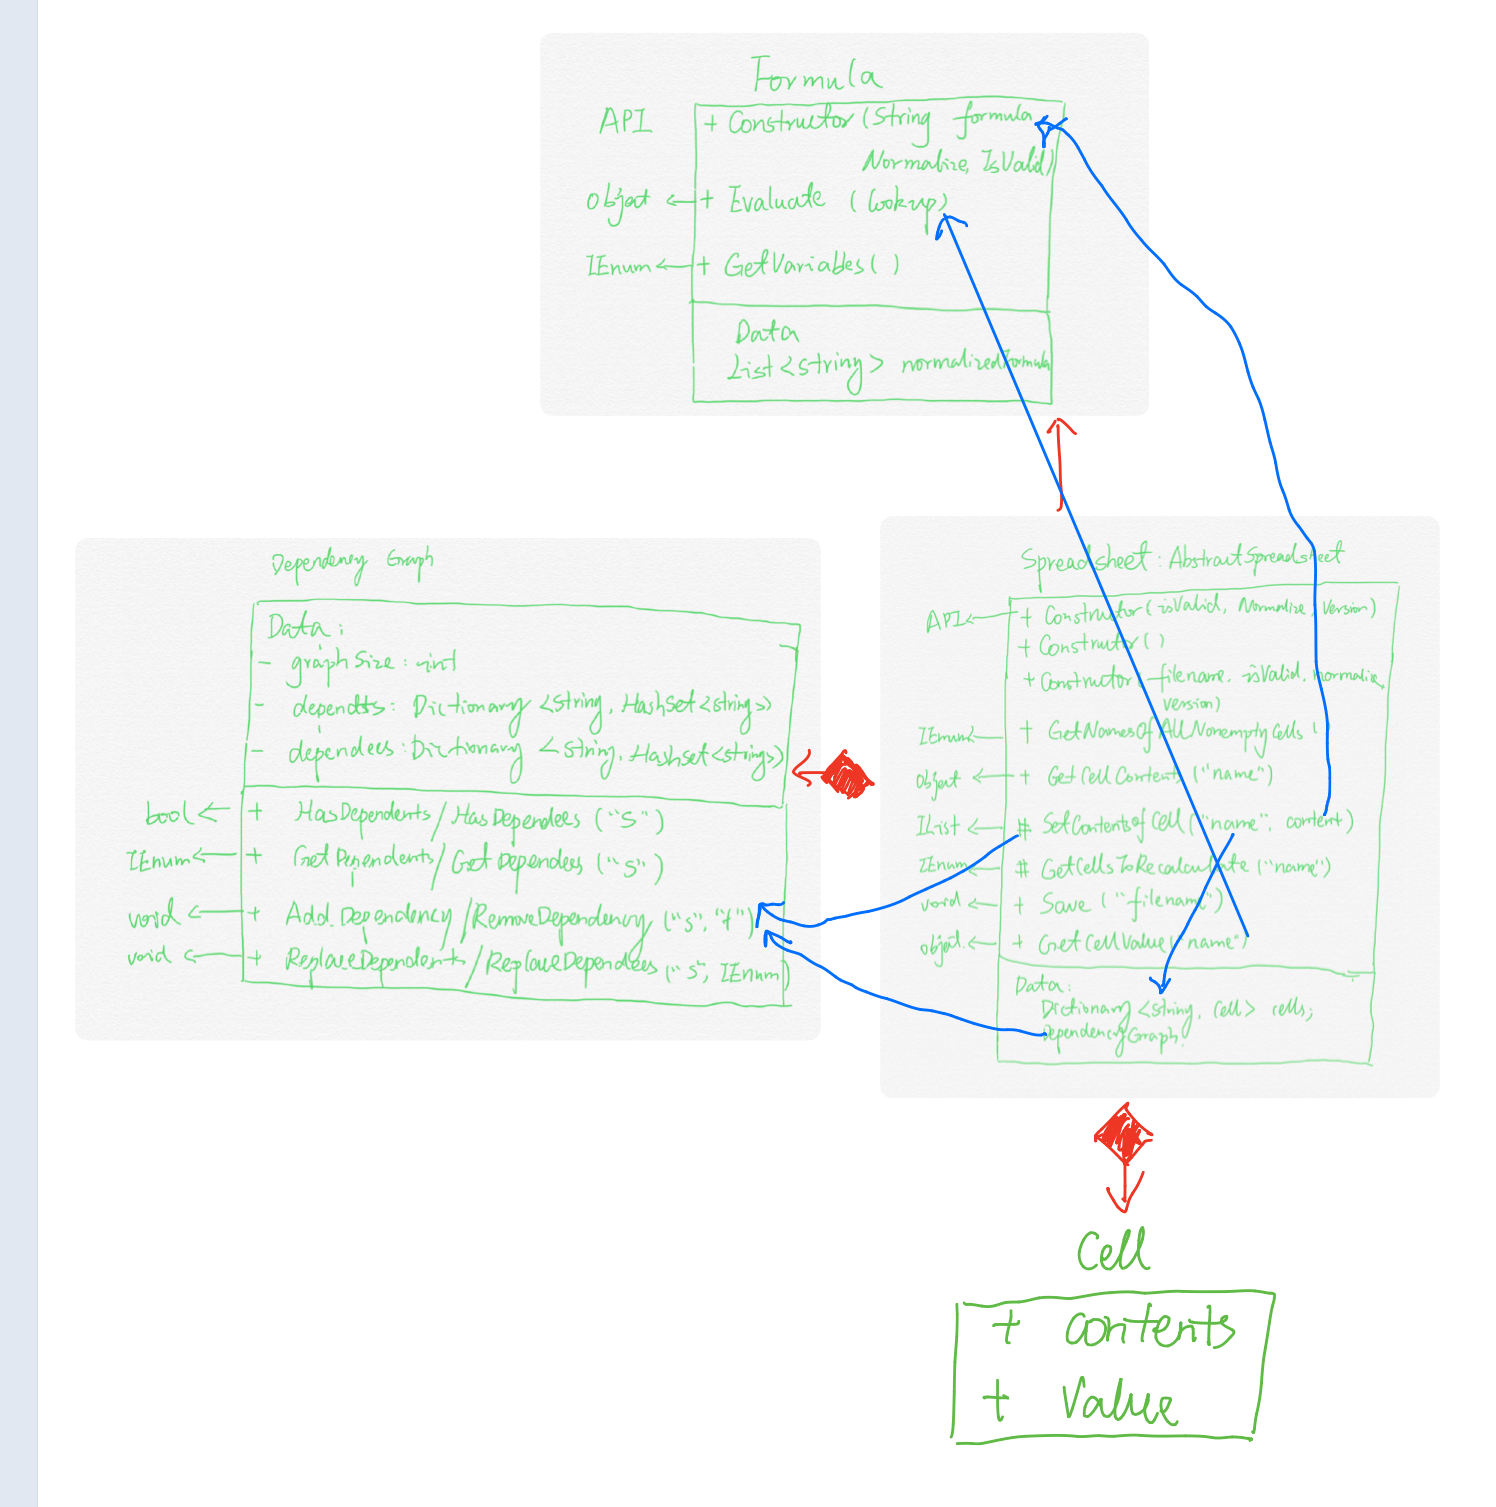 Formula
API + Constructor (String formula
Normalize, IsValid)
Object ← + Evaluate (Lookup)
IEnum ← + GetVariables ( )
Data
List <string> normalizedFormula
Dependency Graph
Data :
- graphSize : int
- depend : Dictionary <String, HashSet <string>>
- dependees : Dictionary <string, Hashset <strings>>
bool ← + HasDependents / HasDependees ("s")
IEnum ← + Get Dependents / Get Dependees ("s")
void ← + Add Dependency / RemoveDependency ("s", "t")
void ← + ReplaceDependents / ReplaceDependees ("s", IEnum)
Spreadsheet : AbstractSpreadsheet
API ← + Constructor (isValid, Normalize, Version)
+ Constructor ( )
+ Constructor ( filename, isValid, normalize,
version)
IEnum ← + GetNamesOfAllNonemptyCells (
Object ← + GetCellContents ("name")
IList ← # SetContentsofCell ("name", content)
IEnum ← # GetCellsToRecalculate ("name")
void ← + Save ("filename")
object ← + GetCellValue ("name")
Data :
Dictionary <string, Cell> cells;
DependencyGraph.
Cell
+ contents
+ Value